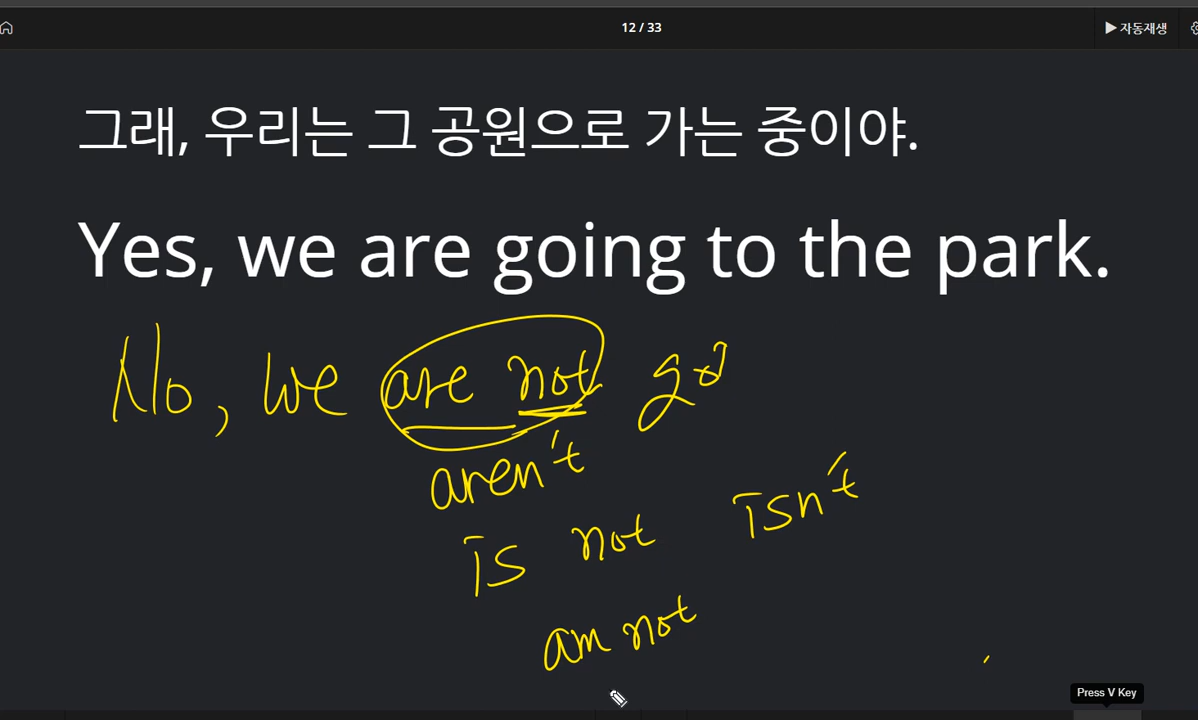 12 / 33
▶ 자동재생
그래, 우리는 그 공원으로 가는 중이야.
Yes, we are going to the park.
No, we are not
aren't
is not isn't
am not
Press V Key